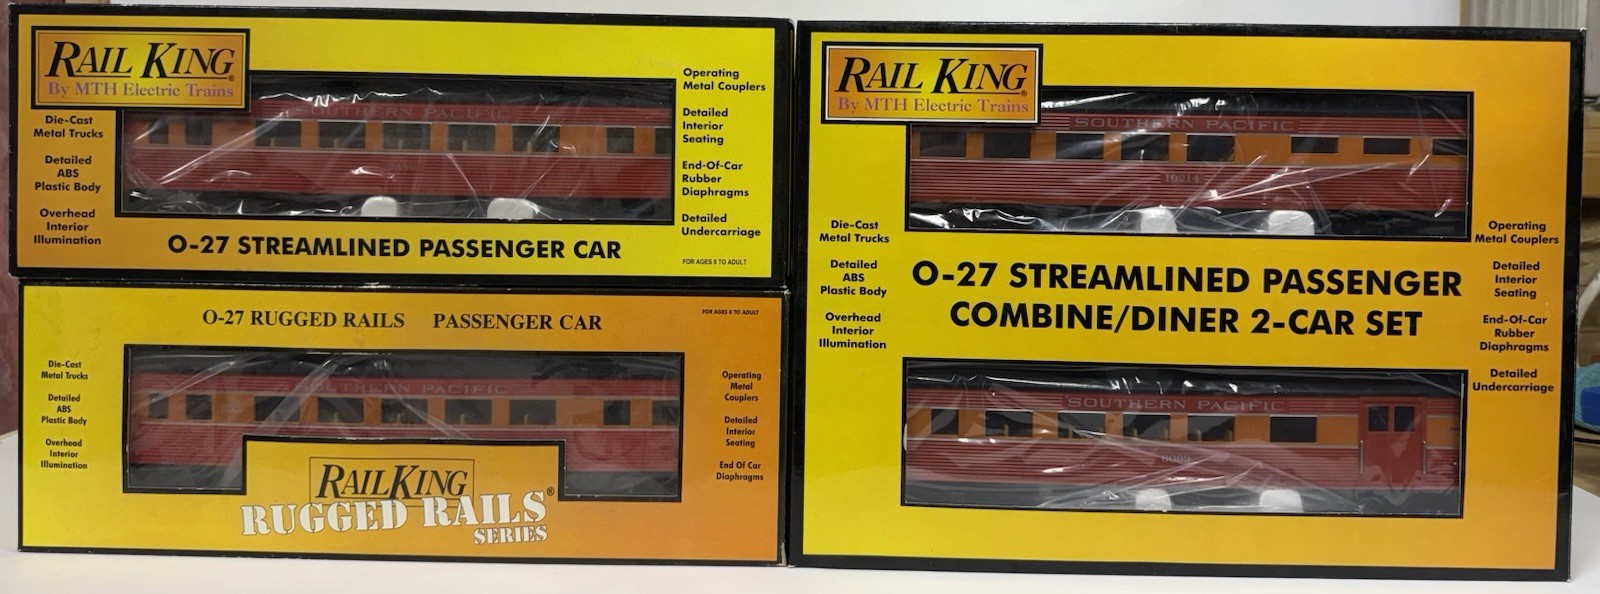 RAIL KING®
By MTH Electric Trains
Die-Cast
Metal Trucks
Detailed
ABS
Plastic Body
Overhead
Interior
Illumination
SOUTHERN PACIFIC
Operating
Metal Couplers
Detailed
Interior
Seating
End-Of-Car
Rubber
Diaphragms
Detailed
Undercarriage
O-27 STREAMLINED PASSENGER CAR
FOR AGES 8 TO ADULT
O-27 RUGGED RAILS PASSENGER CAR
FOR AGES 8 TO ADULT
Die-Cast
Metal Trucks
Detailed
ABS
Plastic Body
Overhead
Interior
Illumination
SOUTHERN PACIFIC
Operating
Metal
Couplers
Detailed
Interior
Seating
End Of Car
Diaphragms
RAILKING
RUGGED RAILS®
SERIES
RAIL KING®
By MTH Electric Trains
SOUTHERN PACIFIC
10214
Die-Cast
Metal Trucks
Detailed
ABS
Plastic Body
Overhead
Interior
Illumination
O-27 STREAMLINED PASSENGER
COMBINE/DINER 2-CAR SET
Operating
Metal Couplers
Detailed
Interior
Seating
End-Of-Car
Rubber
Diaphragms
Detailed
Undercarriage
SOUTHERN PACIFIC